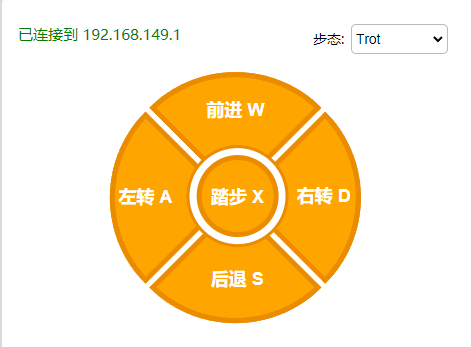 已连接到 192.168.149.1
步态: Trot
前进 W
左转 A
踏步 X
右转 D
后退 S